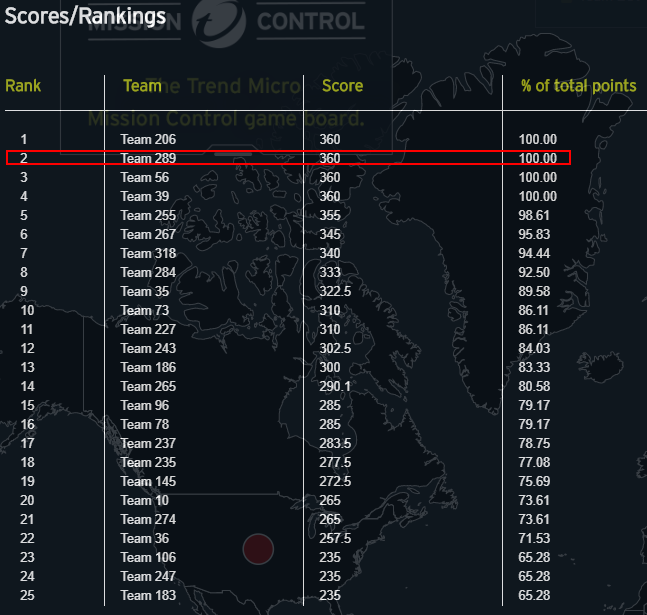 Scores/Rankings
MISSION CONTROL
Rank Team Score % of total points
The Trend Micro
Mission Control game board.
1 Team 206 360 100.00
2 Team 289 360 100.00
3 Team 56 360 100.00
4 Team 39 360 100.00
5 Team 255 355 98.61
6 Team 267 345 95.83
7 Team 318 340 94.44
8 Team 284 333 92.50
9 Team 35 322.5 89.58
10 Team 73 310 86.11
11 Team 227 310 86.11
12 Team 243 302.5 84.03
13 Team 186 300 83.33
14 Team 265 290.1 80.58
15 Team 96 285 79.17
16 Team 78 285 79.17
17 Team 237 283.5 78.75
18 Team 235 277.5 77.08
19 Team 145 272.5 75.69
20 Team 10 265 73.61
21 Team 274 265 73.61
22 Team 36 257.5 71.53
23 Team 106 235 65.28
24 Team 247 235 65.28
25 Team 183 235 65.28